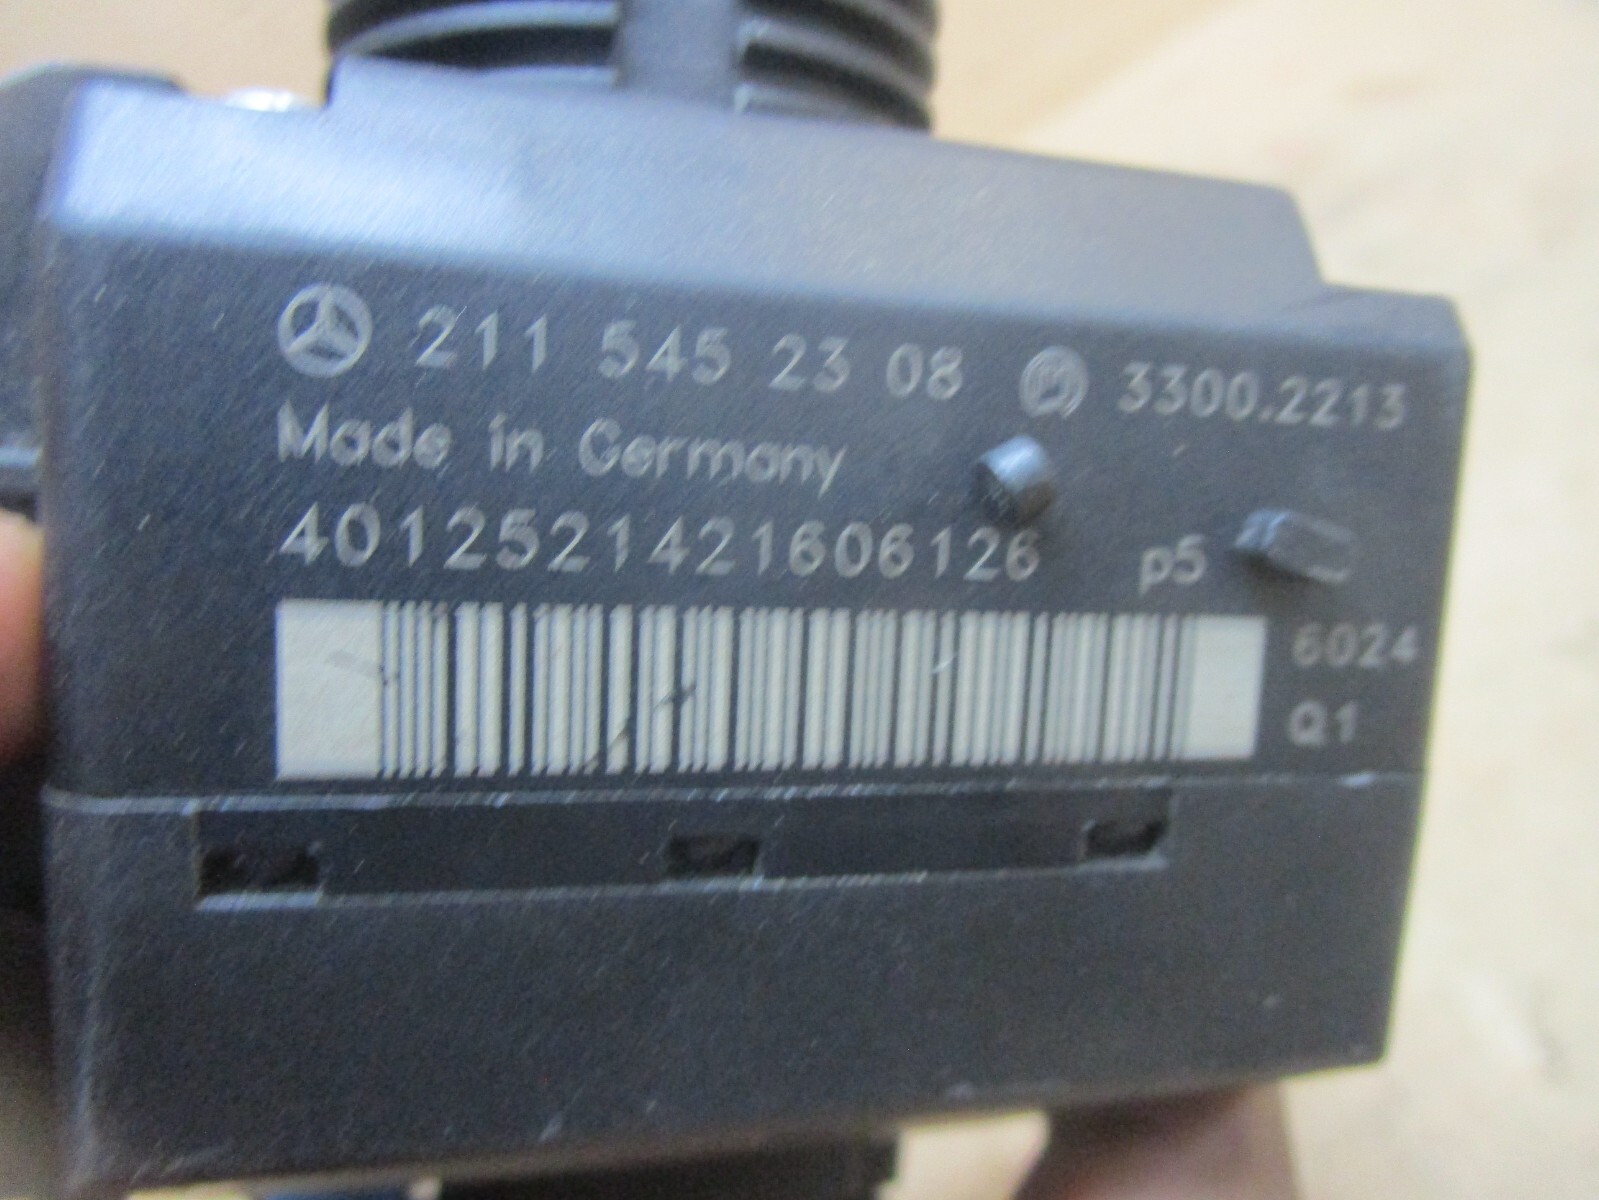 211 545 23 08 3300.2213
Made in Germany
4012521421606126 p5
6024
Q1